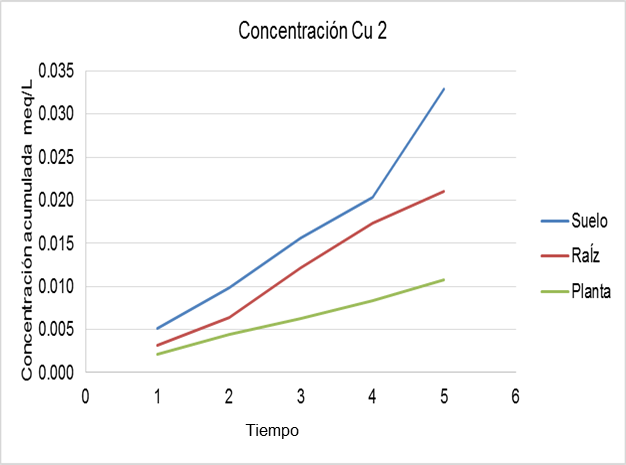 Concentración Cu 2
Concentración acumulada meq/L
0.035
0.030
0.025
0.020
0.015
0.010
0.005
0.000
0 1 2 3 4 5 6
Tiempo
Suelo
RaÍz
Planta